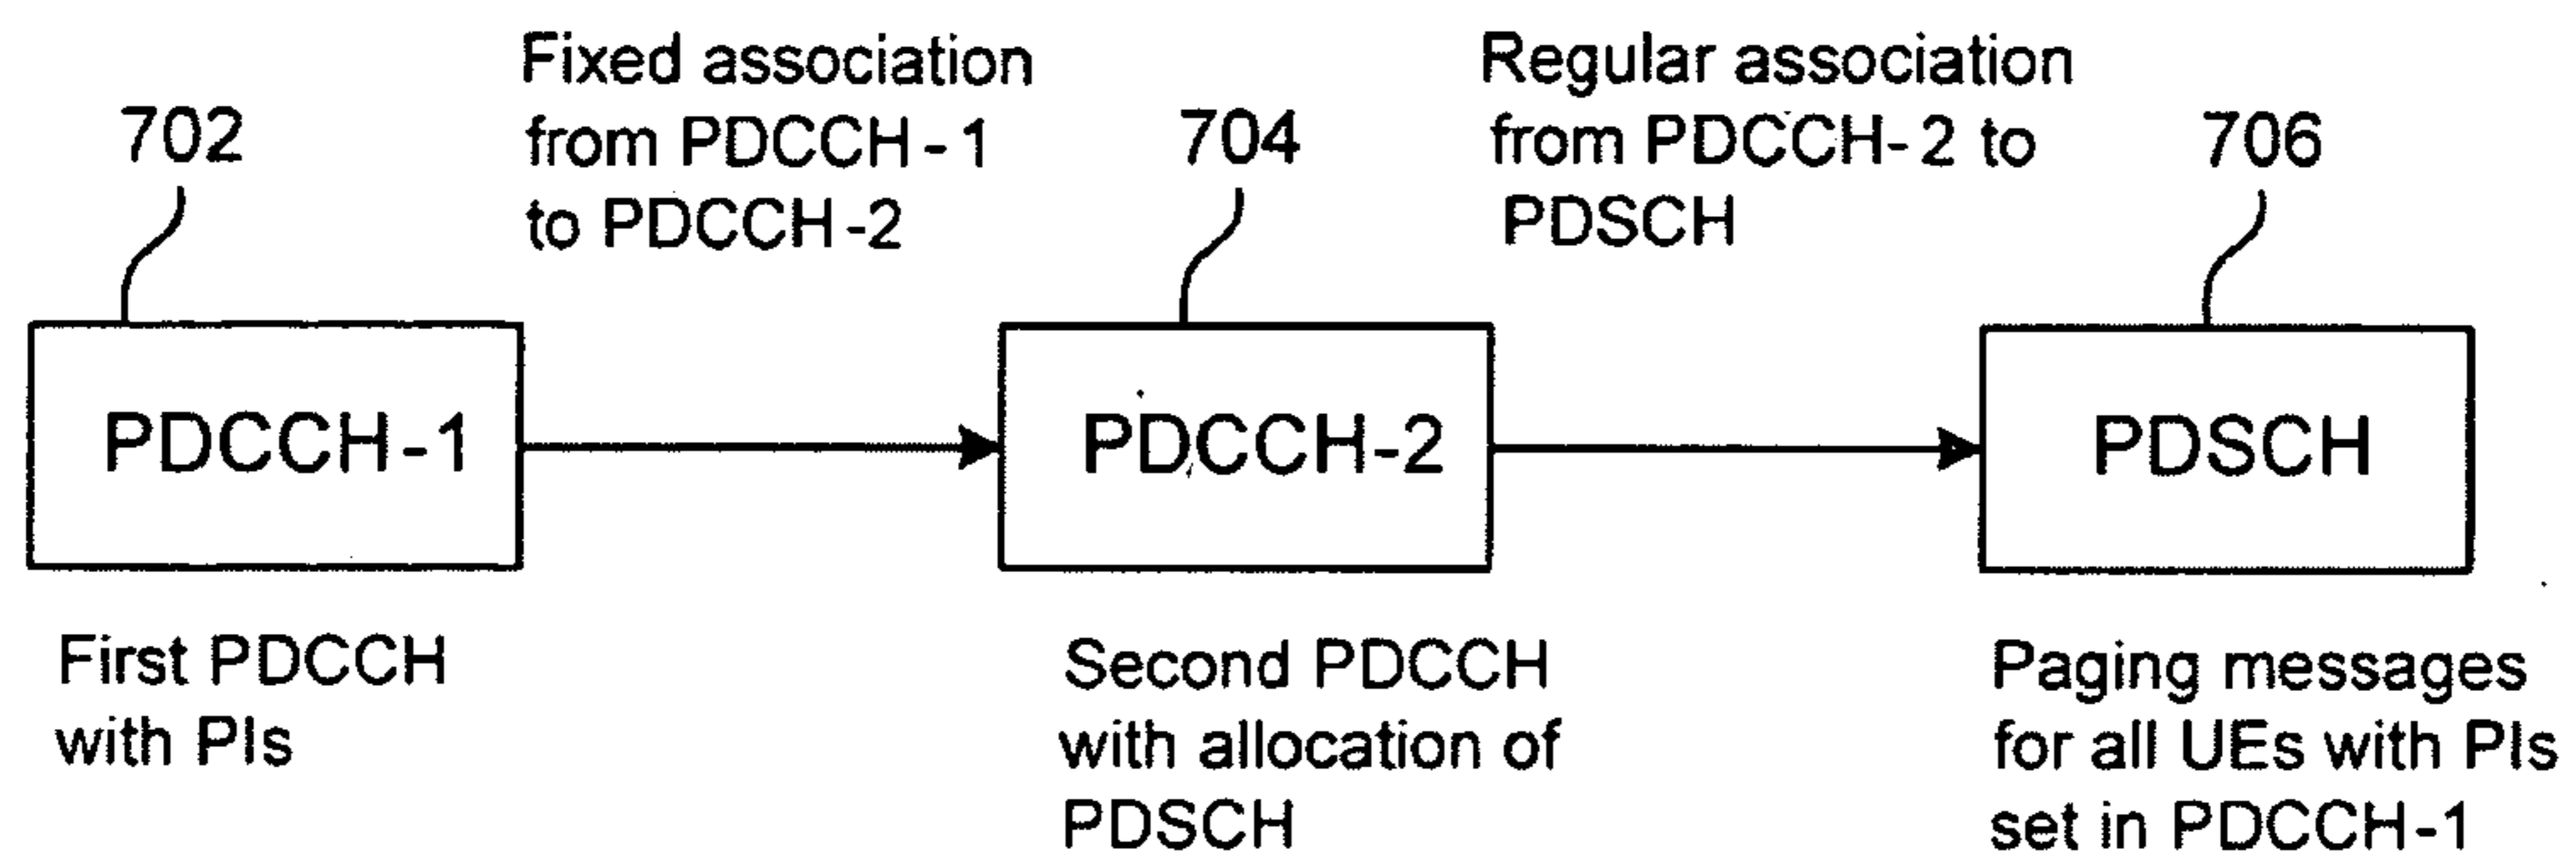 702
Fixed association
from PDCCH-1
to PDCCH-2
704
Regular association
from PDCCH-2 to
PDSCH
706
PDCCH-1
PDCCH-2
PDSCH
First PDCCH
with PIs
Second PDCCH
with allocation of
PDSCH
Paging messages
for all UEs with PIs
set in PDCCH-1